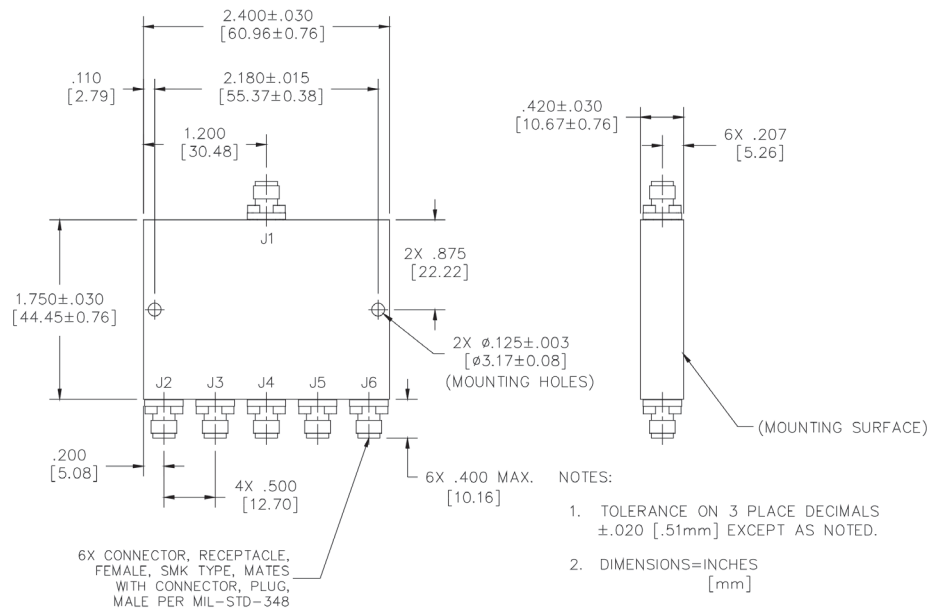 2.400±.030
[60.96±0.76]
.110
[2.79]
2.180±.015
[55.37±0.38]
1.200
[30.48]
.420±.030
[10.67±0.76]
6X .207
[5.26]
J1
2X .875
[22.22]
1.750±.030
[44.45±0.76]
2X ø.125±.003
[ø3.17±0.08]
(MOUNTING HOLES)
J2 J3 J4 J5 J6
(MOUNTING SURFACE)
.200
[5.08]
4X .500
[12.70]
6X .400 MAX.
[10.16]
NOTES:
1. TOLERANCE ON 3 PLACE DECIMALS
±.020 [.51mm] EXCEPT AS NOTED.
2. DIMENSIONS=INCHES
[mm]
6X CONNECTOR, RECEPTACLE,
FEMALE, SMK TYPE, MATES
WITH CONNECTOR, PLUG,
MALE PER MIL-STD-348